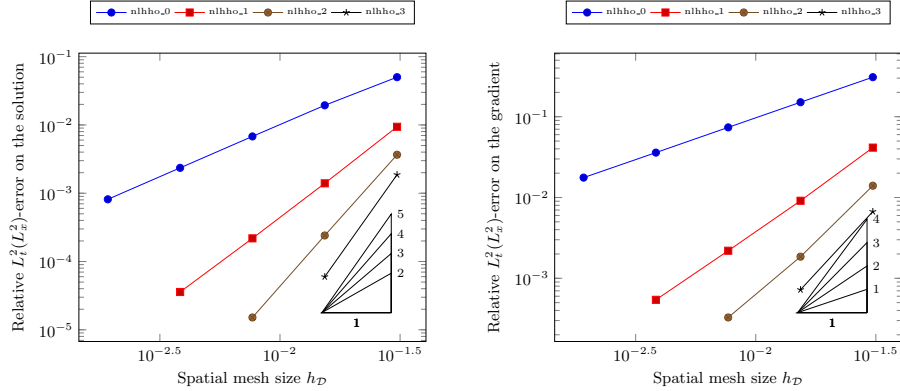 nlhho_0 nlhho_1 nlhho_2 nlhho_3
10^{-1}
10^{-2}
10^{-3}
10^{-4}
10^{-5}
Relative L_t^2(L_x^2)-error on the solution
5
4
3
2
1
10^{-2.5} 10^{-2} 10^{-1.5}
Spatial mesh size h_𝒟
nlhho_0 nlhho_1 nlhho_2 nlhho_3
10^{-1}
10^{-2}
10^{-3}
Relative L_t^2(L_x^2)-error on the gradient
4
3
2
1
1
10^{-2.5} 10^{-2} 10^{-1.5}
Spatial mesh size h_𝒟